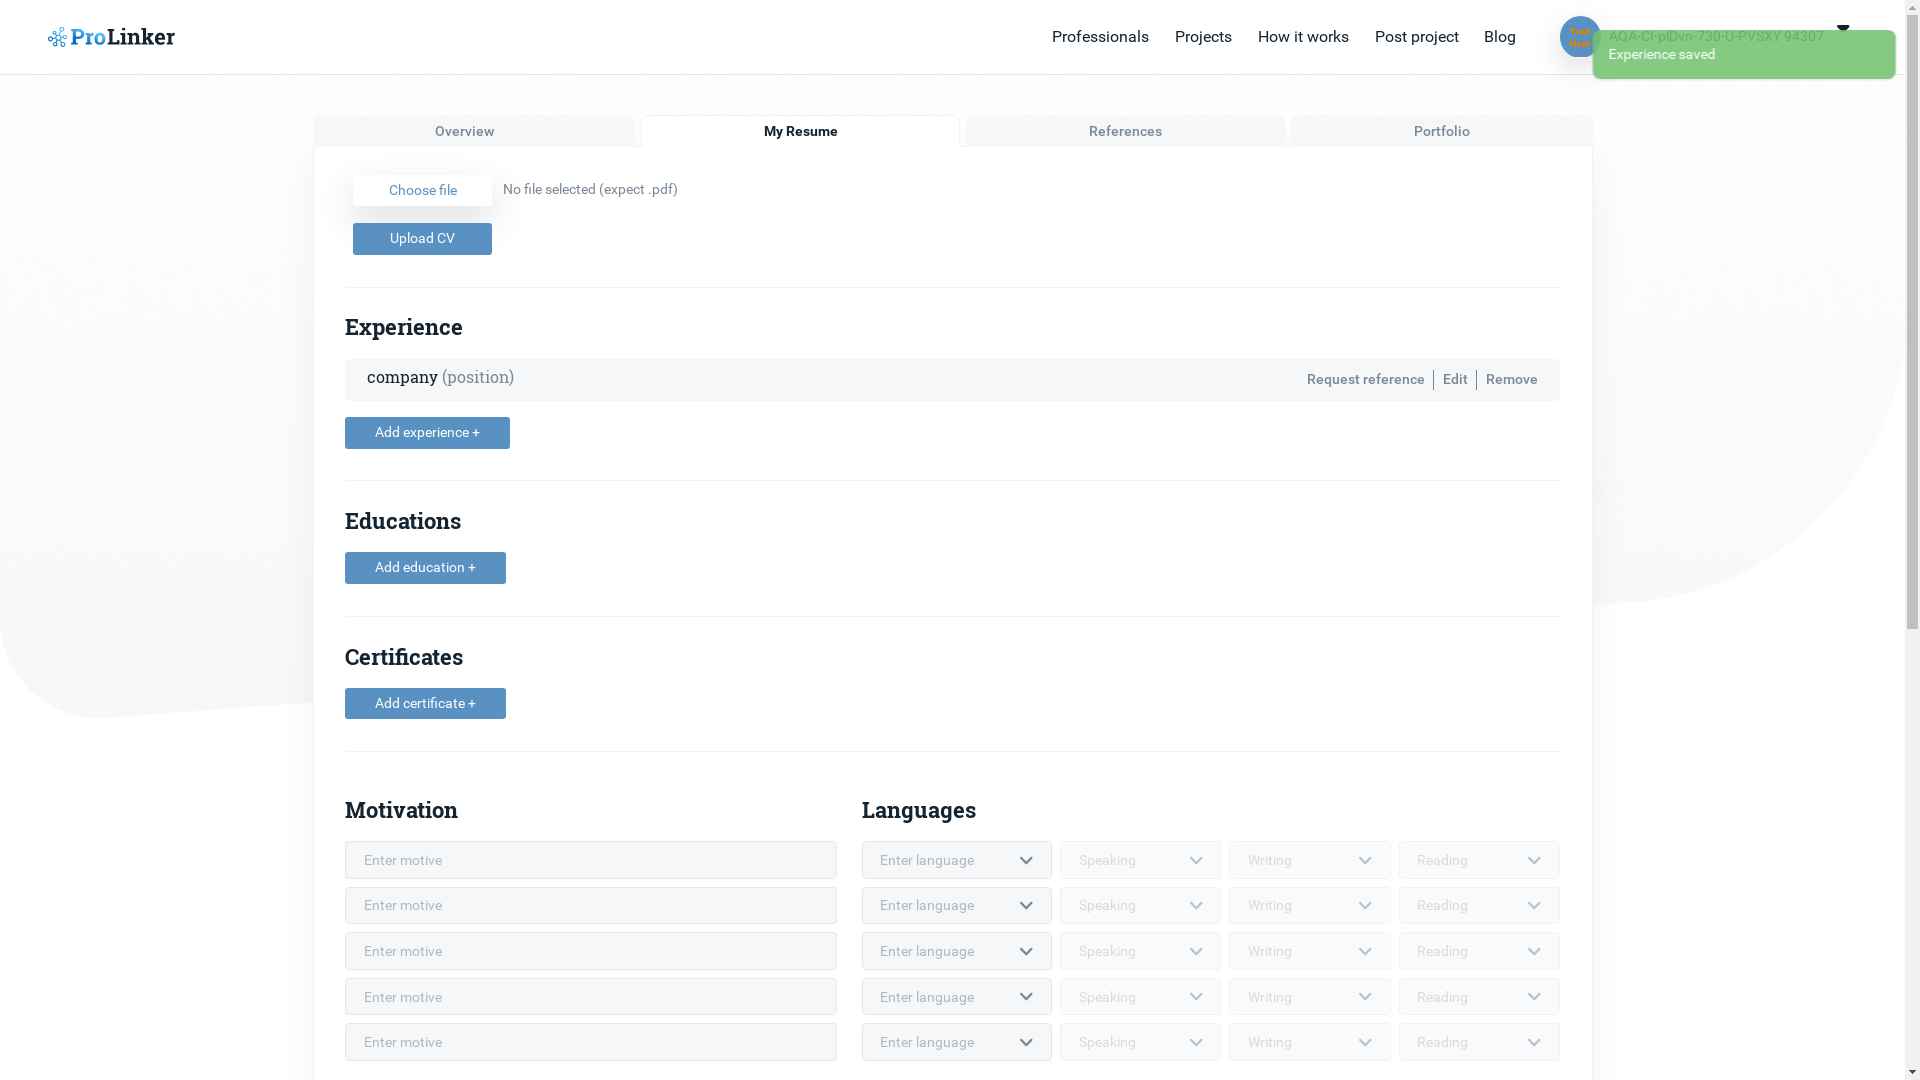 ProLinker
Professionals
Projects
How it works
Post project
Blog
Test
User
AQA-CI-plDvn-730-U-PVSXY 94307
Experience saved
Overview
My Resume
References
Portfolio
Choose file
No file selected (expect .pdf)
Upload CV
Experience
company (position)
Request reference
Edit
Remove
Add experience +
Educations
Add education +
Certificates
Add certificate +
Motivation
Languages
Enter motive
Enter language
Speaking
Writing
Reading
Enter motive
Enter language
Speaking
Writing
Reading
Enter motive
Enter language
Speaking
Writing
Reading
Enter motive
Enter language
Speaking
Writing
Reading
Enter motive
Enter language
Speaking
Writing
Reading